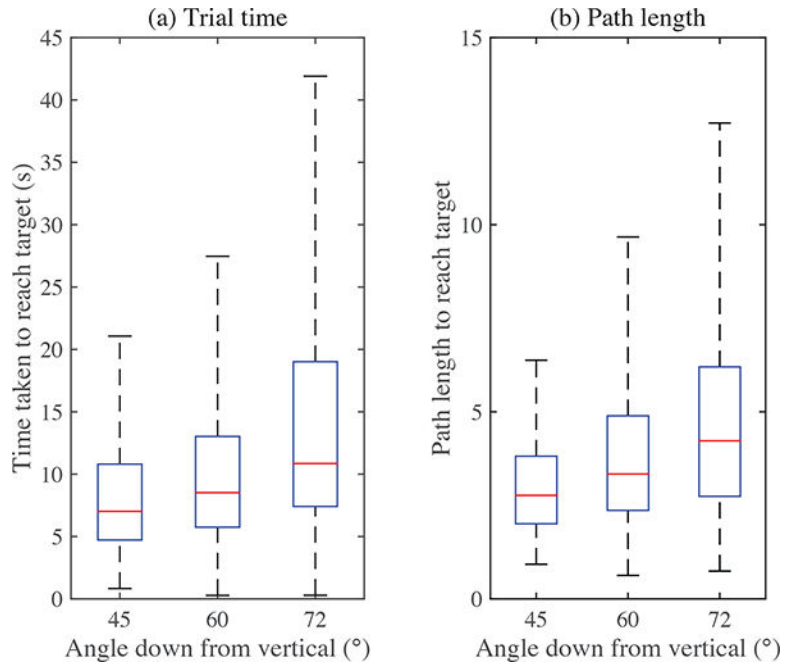 (a) Trial time
Time taken to reach target (s)
45
40
35
30
25
20
15
10
5
0
45 60 72
Angle down from vertical (°)
(b) Path length
Path length to reach target
15
10
5
0
45 60 72
Angle down from vertical (°)